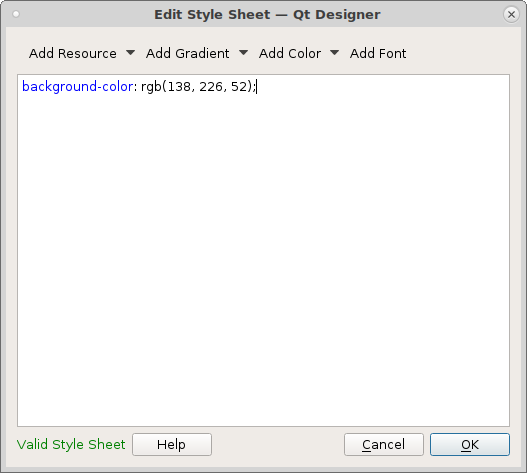 Edit Style Sheet — Qt Designer
Add Resource Add Gradient Add Color Add Font
background-color: rgb(138, 226, 52);
Valid Style Sheet Help Cancel OK